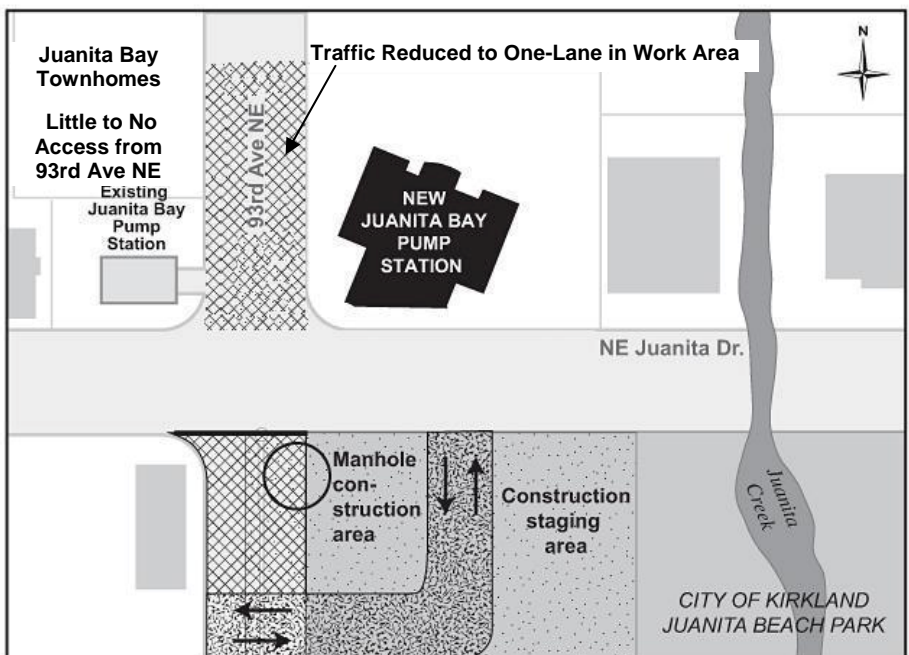 Juanita Bay
Townhomes
Little to No
Access from
93rd Ave NE
Traffic Reduced to One-Lane in Work Area
N
93rd Ave NE
Existing
Juanita Bay
Pump
Station
NEW
JUANITA BAY
PUMP
STATION
NE Juanita Dr.
Manhole
con-
struction
area
Construction
staging
area
Juanita
Creek
CITY OF KIRKLAND
JUANITA BEACH PARK